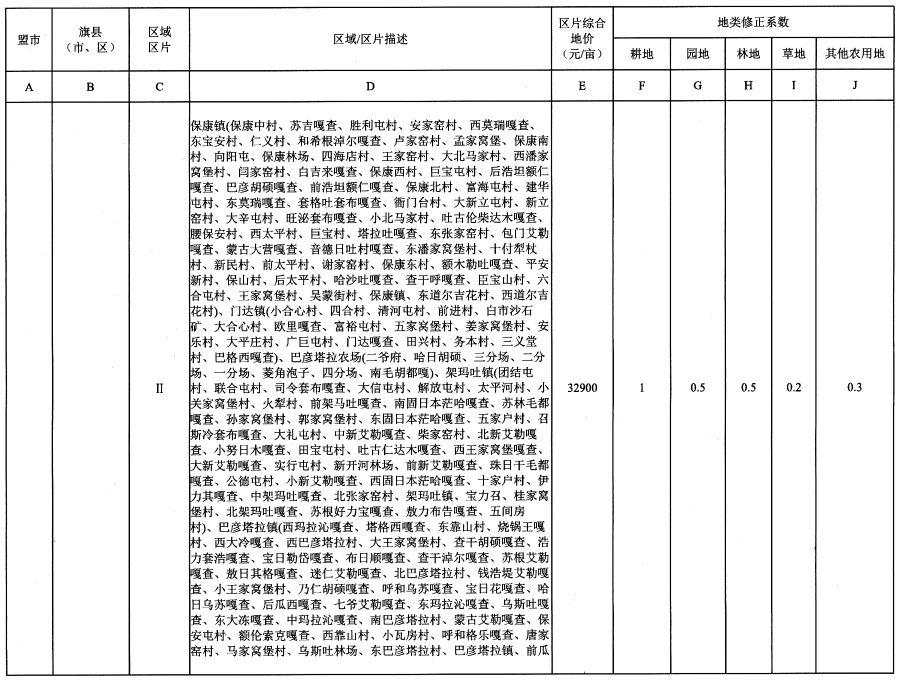 盟市
旗县
（市、区）
区域
区片
区域/区片描述
区片综合
地价
（元/亩）
地类修正系数
耕地
园地
林地
草地
其他农用地
A
B
C
D
E
F
G
H
I
J
II
保康镇(保康中村、苏吉嘎查、胜利屯村、安家窑村、西莫瑞嘎查、
东宝安村、仁义村、和希根淖尔嘎查、卢家窑村、孟家窝堡、保康南
村、向阳屯、保康林场、四海店村、王家窑村、大北马家村、西潘家
窝堡村、闫家窑村、白吉来嘎查、保康西村、巨宝屯村、后浩坦额仁
嘎查、巴彦胡硕嘎查、前浩坦额仁嘎查、保康北村、富海屯村、建华
屯村、东莫瑞嘎查、套格吐套布嘎查、衙门台村、大新立屯村、新立
窑村、大辛屯村、旺泌套布嘎查、小北马家村、吐古伦柴达木嘎查、
腰保安村、西太平村、巨宝村、塔拉吐嘎查、东张家窑村、包门艾勒
嘎查、蒙古大营嘎查、音德日吐村嘎查、东潘家窝堡村、十付犁杖
村、新民村、前太平村、谢家窑村、保康东村、额木勒吐嘎查、平安
新村、保山村、后太平村、哈沙吐嘎查、查干呼嘎查、臣宝山村、六
合屯村、王家窝堡村、吴蒙街村、保康镇、东道尔吉花村、西道尔吉
花村)、门达镇(小合心村、四合村、清河屯村、前进村、白市沙石
矿、大合心村、欧里嘎查、富裕屯村、五家窝堡村、姜家窝堡村、安
乐村、大平庄村、广巨屯村、门达嘎查、田兴村、务本村、三义堂
村、巴格西嘎查)、巴彦塔拉农场(二爷府、哈日胡硕、三分场、二分
场、一分场、菱角泡子、四分场、南毛胡都嘎)、架玛吐镇(团结屯
村、联合屯村、司令套布嘎查、大信屯村、解放屯村、太平河村、小
关家窝堡村、火犁村、前架马吐嘎查、南固日本茫哈嘎查、苏林毛都
嘎查、孙家窝堡村、郭家窝堡村、东固日本茫哈嘎查、五家户村、召
斯冷套布嘎查、大礼屯村、中新艾勒嘎查、柴家窑村、北新艾勒嘎
查、小努日木嘎查、田宝屯村、吐古仁达木嘎查、西王家窝堡嘎查、
大新艾勒嘎查、实行屯村、新开河林场、前新艾勒嘎查、珠日干毛都
嘎查、公德屯村、小新艾勒嘎查、西固日本茫哈嘎查、十家户村、伊
力其嘎查、中架玛吐嘎查、北张家窑村、架玛吐镇、宝力召、桂家窝
堡村、北架玛吐嘎查、苏根好力宝嘎查、敖力布告嘎查、五间房
村)、巴彦塔拉镇(西玛拉沁嘎查、塔格西嘎查、东靠山村、烧锅王嘎
村、西大冷嘎查、西巴彦塔拉村、大王家窝堡村、查干胡硕嘎查、浩
力套浩嘎查、宝日勒岱嘎查、布日顺嘎查、查干淖尔嘎查、苏根艾勒
嘎查、敖日其格嘎查、迷仁艾勒嘎查、北巴彦塔拉村、钱浩堤艾勒嘎
查、小王家窝堡村、乃仁胡硕嘎查、呼和乌苏嘎查、宝日花嘎查、哈
日乌苏嘎查、后瓜西嘎查、七爷艾勒嘎查、东玛拉沁嘎查、乌斯吐嘎
查、东大冻嘎查、中玛拉沁嘎查、南巴彦塔拉村、蒙古艾勒嘎查、保
安屯村、额伦索克嘎查、西靠山村、小瓦房村、呼和格乐嘎查、唐家
窑村、马家窝堡村、乌斯吐林场、东巴彦塔拉村、巴彦塔拉镇、前瓜
32900
1
0.5
0.5
0.2
0.3